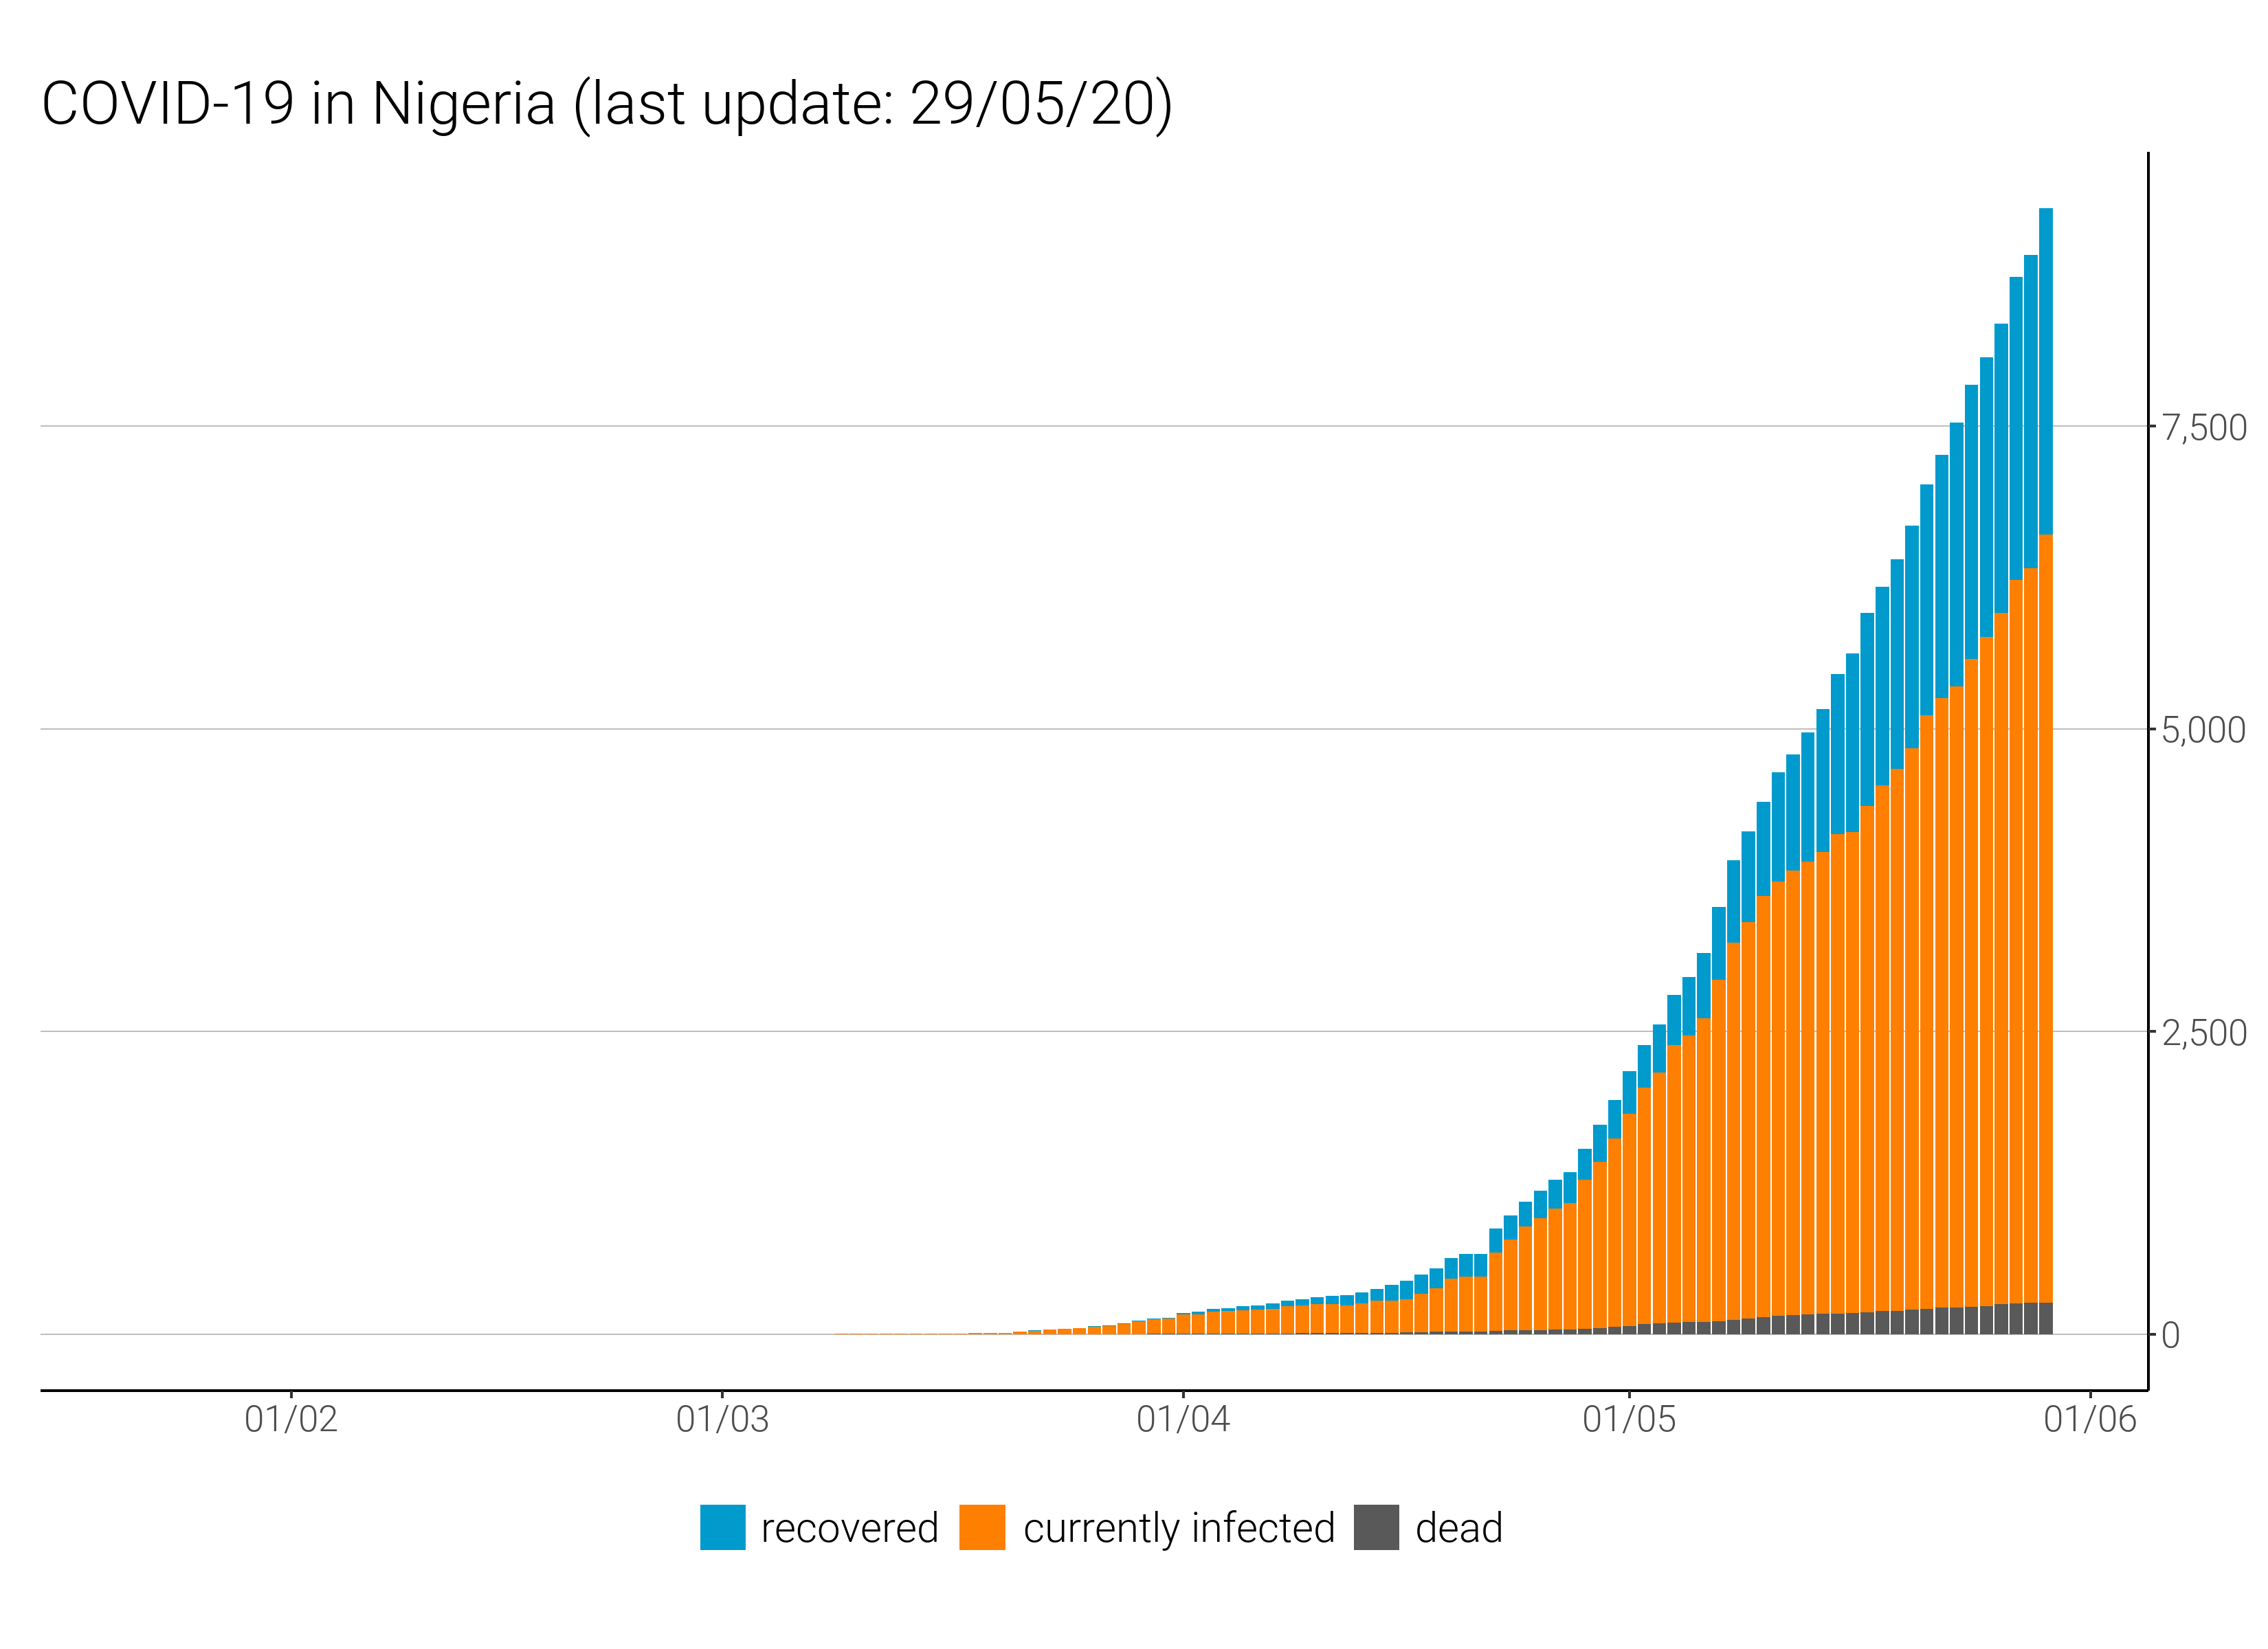 COVID-19 in Nigeria (last update: 29/05/20)
7,500
5,000
2,500
0
01/02 01/03 01/04 01/05 01/06
recovered currently infected dead